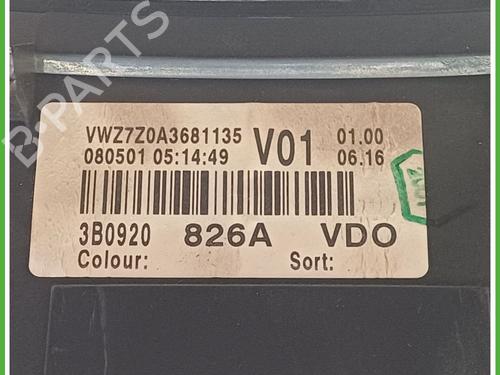 B-PARTS
VWZ7Z0A3681135 V01 01.00
080501 05:14:49 06.16
3B0920 826A VDO
Colour: Sort: